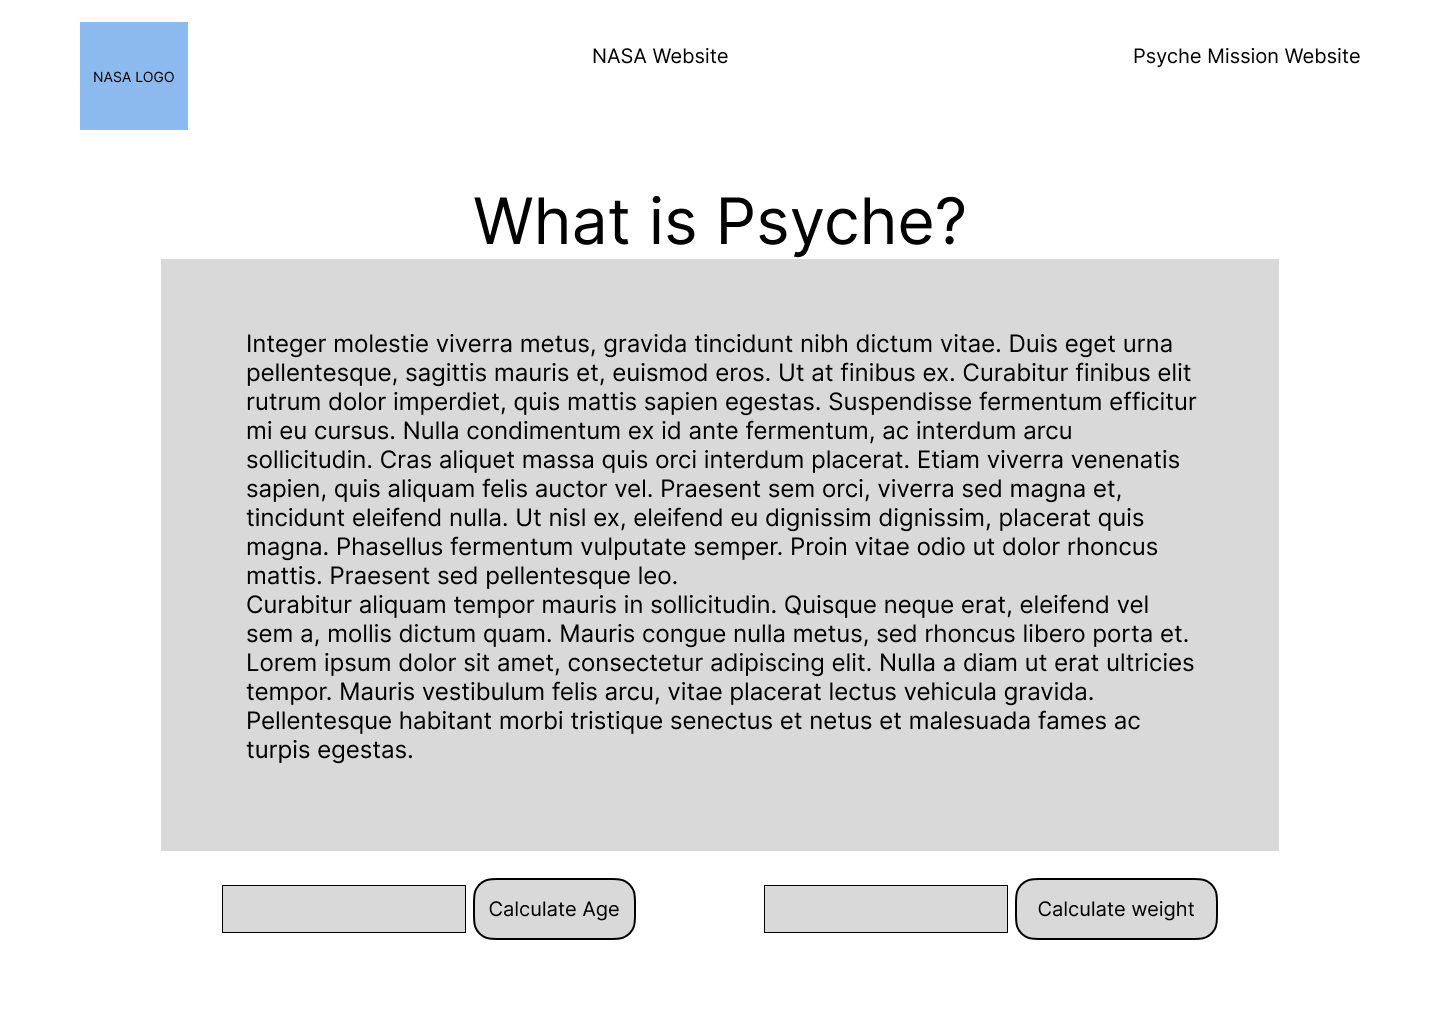 NASA LOGO
NASA Website
Psyche Mission Website
What is Psyche?
Integer molestie viverra metus, gravida tincidunt nibh dictum vitae. Duis eget urna
pellentesque, sagittis mauris et, euismod eros. Ut at finibus ex. Curabitur finibus elit
rutrum dolor imperdiet, quis mattis sapien egestas. Suspendisse fermentum efficitur
mi eu cursus. Nulla condimentum ex id ante fermentum, ac interdum arcu
sollicitudin. Cras aliquet massa quis orci interdum placerat. Etiam viverra venenatis
sapien, quis aliquam felis auctor vel. Praesent sem orci, viverra sed magna et,
tincidunt eleifend nulla. Ut nisl ex, eleifend eu dignissim dignissim, placerat quis
magna. Phasellus fermentum vulputate semper. Proin vitae odio ut dolor rhoncus
mattis. Praesent sed pellentesque leo.
Curabitur aliquam tempor mauris in sollicitudin. Quisque neque erat, eleifend vel
sem a, mollis dictum quam. Mauris congue nulla metus, sed rhoncus libero porta et.
Lorem ipsum dolor sit amet, consectetur adipiscing elit. Nulla a diam ut erat ultricies
tempor. Mauris vestibulum felis arcu, vitae placerat lectus vehicula gravida.
Pellentesque habitant morbi tristique senectus et netus et malesuada fames ac
turpis egestas.
Calculate Age
Calculate weight